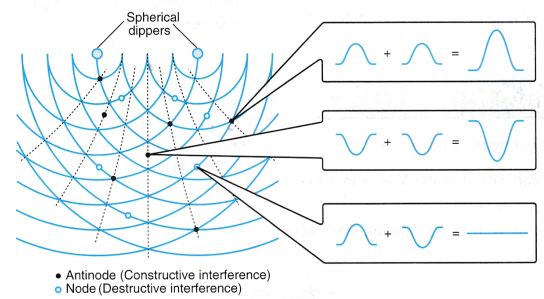 Spherical
dippers
+ =
+ =
+ =
Antinode (Constructive interference)
Node (Destructive interference)